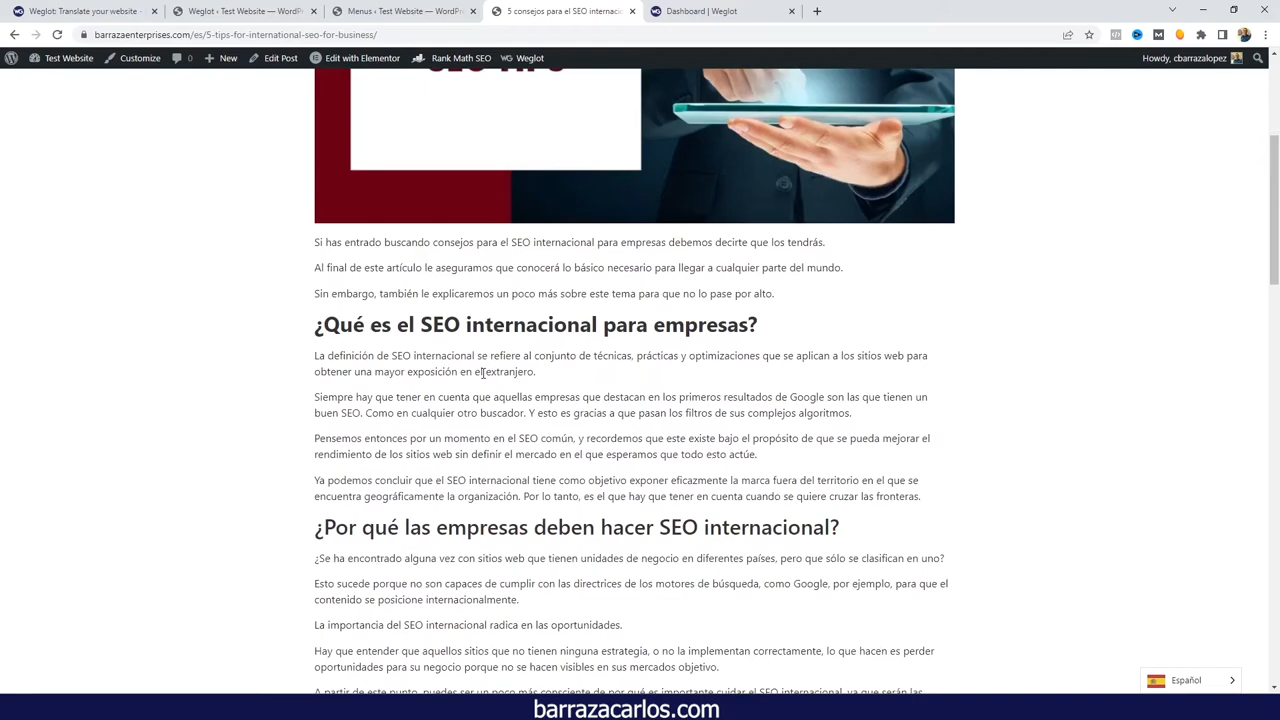 Weglot: Translate your website -
Weglot ‹ Test Website — WordPr
Menus ‹ Test Website — WordPre
5 consejos para el SEO internacio
Dashboard | Weglot
barrazaenterprises.com/es/5-tips-for-international-seo-for-business/
Test Website Customize 0 New Edit Post Edit with Elementor Rank Math SEO Weglot Howdy, cbarrazalopez
Si has entrado buscando consejos para el SEO internacional para empresas debemos decirte que los tendrás.
Al final de este artículo le aseguramos que conocerá lo básico necesario para llegar a cualquier parte del mundo.
Sin embargo, también le explicaremos un poco más sobre este tema para que no lo pase por alto.
¿Qué es el SEO internacional para empresas?
La definición de SEO internacional se refiere al conjunto de técnicas, prácticas y optimizaciones que se aplican a los sitios web para
obtener una mayor exposición en el extranjero.
Siempre hay que tener en cuenta que aquellas empresas que destacan en los primeros resultados de Google son las que tienen un
buen SEO. Como en cualquier otro buscador. Y esto es gracias a que pasan los filtros de sus complejos algoritmos.
Pensemos entonces por un momento en el SEO común, y recordemos que este existe bajo el propósito de que se pueda mejorar el
rendimiento de los sitios web sin definir el mercado en el que esperamos que todo esto actúe.
Ya podemos concluir que el SEO internacional tiene como objetivo exponer eficazmente la marca fuera del territorio en el que se
encuentra geográficamente la organización. Por lo tanto, es el que hay que tener en cuenta cuando se quiere cruzar las fronteras.
¿Por qué las empresas deben hacer SEO internacional?
¿Se ha encontrado alguna vez con sitios web que tienen unidades de negocio en diferentes países, pero que sólo se clasifican en uno?
Esto sucede porque no son capaces de cumplir con las directrices de los motores de búsqueda, como Google, por ejemplo, para que el
contenido se posicione internacionalmente.
La importancia del SEO internacional radica en las oportunidades.
Hay que entender que aquellos sitios que no tienen ninguna estrategia, o no la implementan correctamente, lo que hacen es perder
oportunidades para su negocio porque no se hacen visibles en sus mercados objetivo.
A partir de este punto, puedes ser un poco más consciente de por qué es importante cuidar el SEO internacional, ya que serán las
Español
barrazacarlos.com